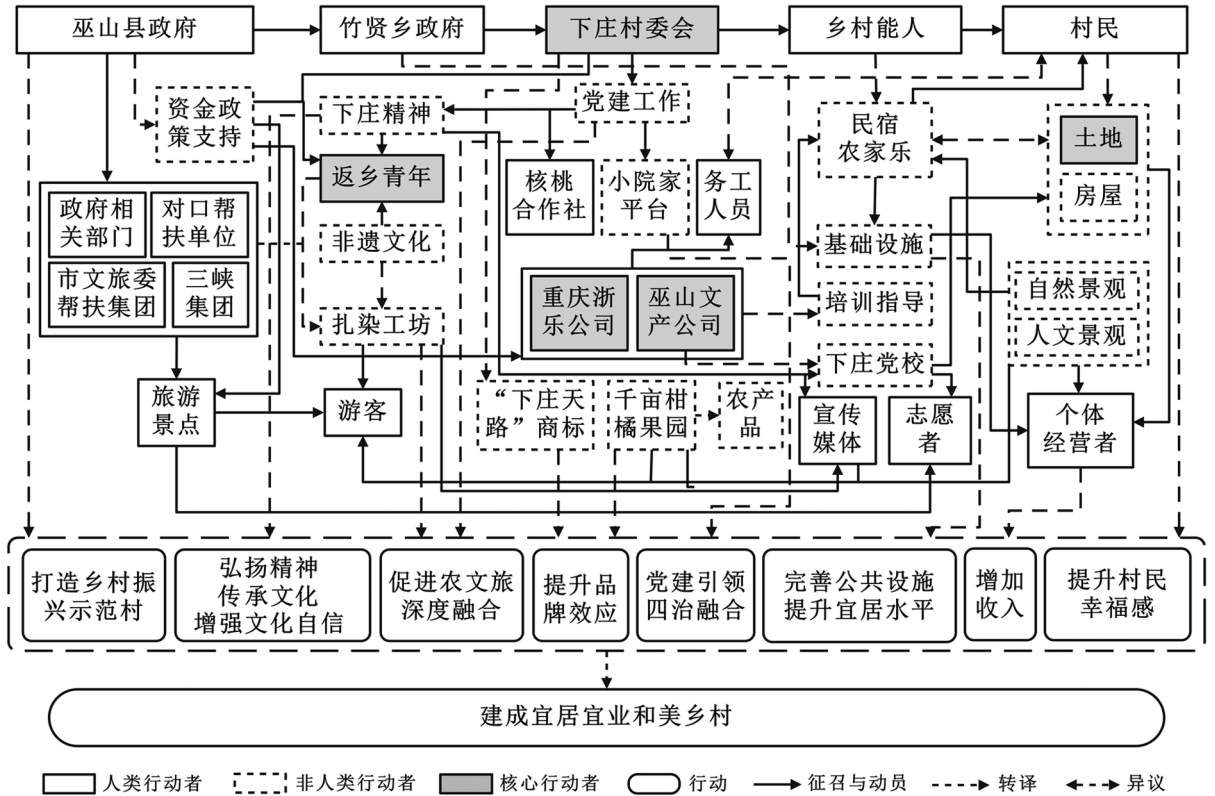 巫山县政府
竹贤乡政府
下庄村委会
乡村能人
村民
资金政
策支持
下庄精神
党建工作
民宿
农家乐
土地
返乡青年
核桃
合作社
小院家
平台
务工
人员
房屋
政府相
关部门
对口帮
扶单位
非遗文化
基础设施
市文旅委
帮扶集团
三峡
集团
重庆浙
乐公司
巫山文
产公司
培训指导
自然景观
扎染工坊
人文景观
下庄党校
旅游
景点
游客
“下庄天
路”商标
千亩柑
橘果园
农产
品
宣传
媒体
志愿
者
个体
经营者
打造乡村振
兴示范村
弘扬精神
传承文化
增强文化自信
促进农文旅
深度融合
提升品
牌效应
党建引领
四治融合
完善公共设施
提升宜居水平
增加
收入
提升村民
幸福感
建成宜居宜业和美乡村
人类行动者
非人类行动者
核心行动者
行动
征召与动员
转译
异议